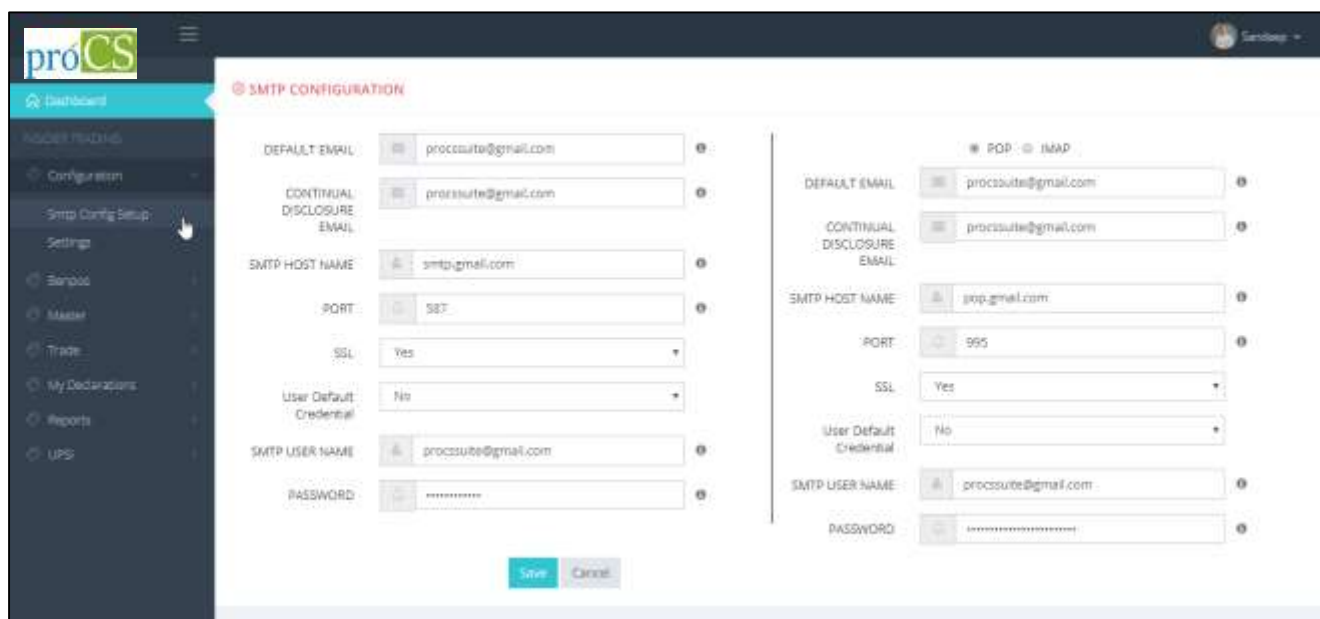 próCS
Sandeep
Dashboard
INSIDER TRADING
Configuration
Smtp Config Setup
Settings
Benpos
Master
Trade
My Declarations
Reports
UPSI
SMTP CONFIGURATION
DEFAULT EMAIL procssuite@gmail.com
CONTINUAL procssuite@gmail.com
DISCLOSURE
EMAIL
SMTP HOST NAME smtp.gmail.com
PORT 587
SSL Yes
User Default No
Credential
SMTP USER NAME procssuite@gmail.com
PASSWORD ••••••••••••
Save Cancel
POP IMAP
DEFAULT EMAIL procssuite@gmail.com
CONTINUAL procssuite@gmail.com
DISCLOSURE
EMAIL
SMTP HOST NAME pop.gmail.com
PORT 995
SSL Yes
User Default No
Credential
SMTP USER NAME procssuite@gmail.com
PASSWORD ••••••••••••••••••••••••